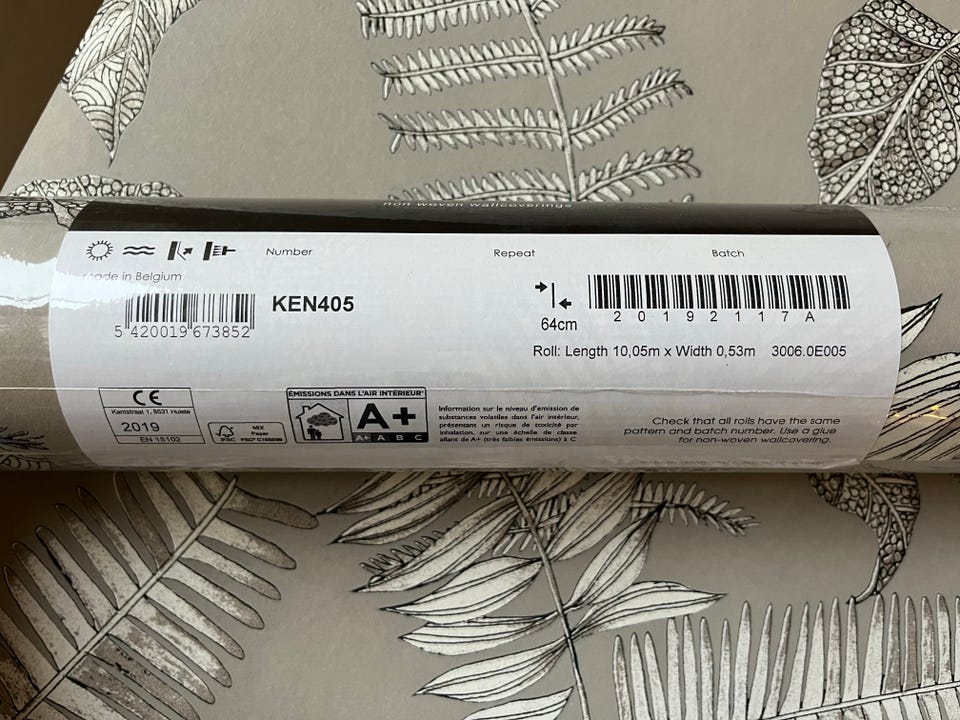 non woven wallcoverings
Number
Repeat
Batch
made in Belgium
5 420019 673852
KEN405
64cm
20192117A
Roll: Length 10,05m x Width 0,53m 3006.0E005
CE
Kantstraat 1, 8531 Hulste
2019
EN 15102
FSC
MIX
Paper
ÉMISSIONS DANS L'AIR INTÉRIEUR*
A+
A+ A B C
Information sur le niveau d'émission de
substances volatiles dans l'air intérieur,
présentant un risque de toxicité par
inhalation, sur une échelle de classe
allant de A+ (très faibles émissions) à C
Check that all rolls have the same
pattern and batch number. Use a glue
for non-woven wallcovering.